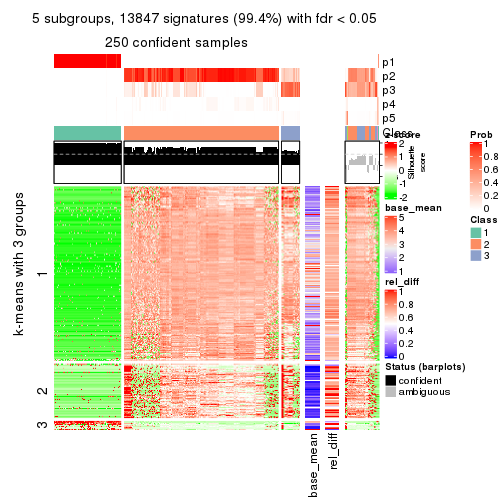 5 subgroups, 13847 signatures (99.4%) with fdr < 0.05
250 confident samples
p1
p2
p3
p4
p5
Class
k-means with 3 groups
1
2
3
base_mean
rel_diff
Silhouette
score
z-score
2
1
0
-1
-2
base_mean
5
4
3
2
1
rel_diff
1
0.8
0.6
0.4
0.2
0
Status (barplots)
confident
ambiguous
Prob
1
0.8
0.6
0.4
0.2
0
Class
1
2
3